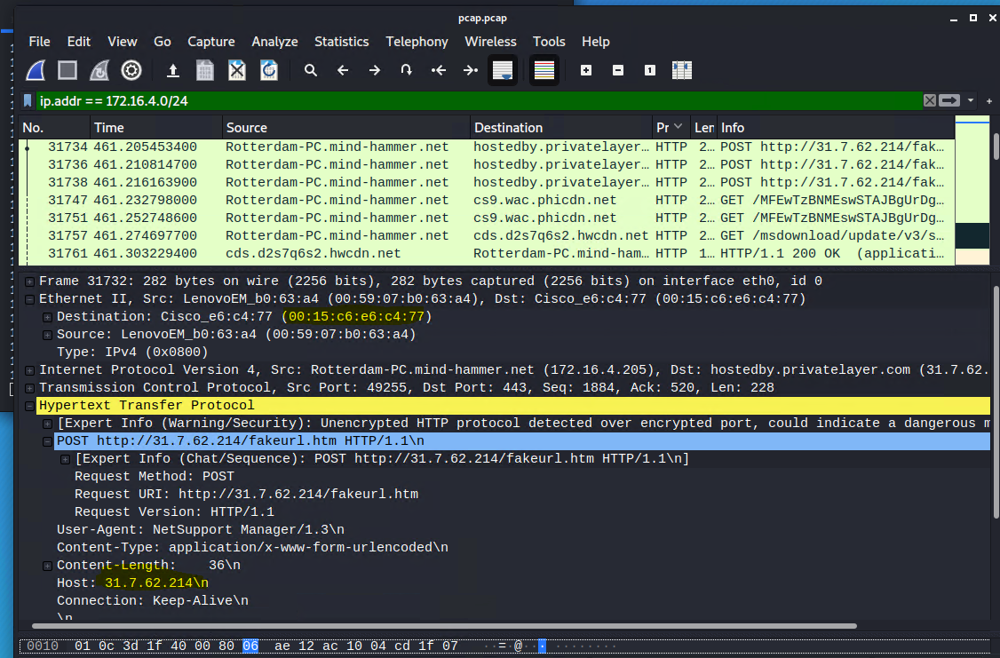 pcap.pcap
File Edit View Go Capture Analyze Statistics Telephony Wireless Tools Help
ip.addr == 172.16.4.0/24
No. Time Source Destination Pr Len Info
31734 461.205453400 Rotterdam-PC.mind-hammer.net hostedby.privatelayer… HTTP 2… POST http://31.7.62.214/fak…
31736 461.210814700 Rotterdam-PC.mind-hammer.net hostedby.privatelayer… HTTP 2… POST http://31.7.62.214/fak…
31738 461.216163900 Rotterdam-PC.mind-hammer.net hostedby.privatelayer… HTTP 2… POST http://31.7.62.214/fak…
31747 461.232798000 Rotterdam-PC.mind-hammer.net cs9.wac.phicdn.net HTTP 2… GET /MFEwTzBNMEswSTAJBgUrDg…
31751 461.252748600 Rotterdam-PC.mind-hammer.net cs9.wac.phicdn.net HTTP 2… GET /MFEwTzBNMEswSTAJBgUrDg…
31757 461.274697700 Rotterdam-PC.mind-hammer.net cds.d2s7q6s2.hwcdn.net HTTP 2… GET /msdownload/update/v3/s…
31761 461.303229400 cds.d2s7q6s2.hwcdn.net Rotterdam-PC.mind-ham… HTTP 1… HTTP/1.1 200 OK (applicati…
Frame 31732: 282 bytes on wire (2256 bits), 282 bytes captured (2256 bits) on interface eth0, id 0
Ethernet II, Src: LenovoEM_b0:63:a4 (00:59:07:b0:63:a4), Dst: Cisco_e6:c4:77 (00:15:c6:e6:c4:77)
Destination: Cisco_e6:c4:77 (00:15:c6:e6:c4:77)
Source: LenovoEM_b0:63:a4 (00:59:07:b0:63:a4)
Type: IPv4 (0x0800)
Internet Protocol Version 4, Src: Rotterdam-PC.mind-hammer.net (172.16.4.205), Dst: hostedby.privatelayer.com (31.7.62.
Transmission Control Protocol, Src Port: 49255, Dst Port: 443, Seq: 1884, Ack: 520, Len: 228
Hypertext Transfer Protocol
[Expert Info (Warning/Security): Unencrypted HTTP protocol detected over encrypted port, could indicate a dangerous m
POST http://31.7.62.214/fakeurl.htm HTTP/1.1\n
[Expert Info (Chat/Sequence): POST http://31.7.62.214/fakeurl.htm HTTP/1.1\n]
Request Method: POST
Request URI: http://31.7.62.214/fakeurl.htm
Request Version: HTTP/1.1
User-Agent: NetSupport Manager/1.3\n
Content-Type: application/x-www-form-urlencoded\n
Content-Length: 36\n
Host: 31.7.62.214\n
Connection: Keep-Alive\n
\n
0010 01 0c 3d 1f 40 00 80 06 ae 12 ac 10 04 cd 1f 07 ··=·@··· ········